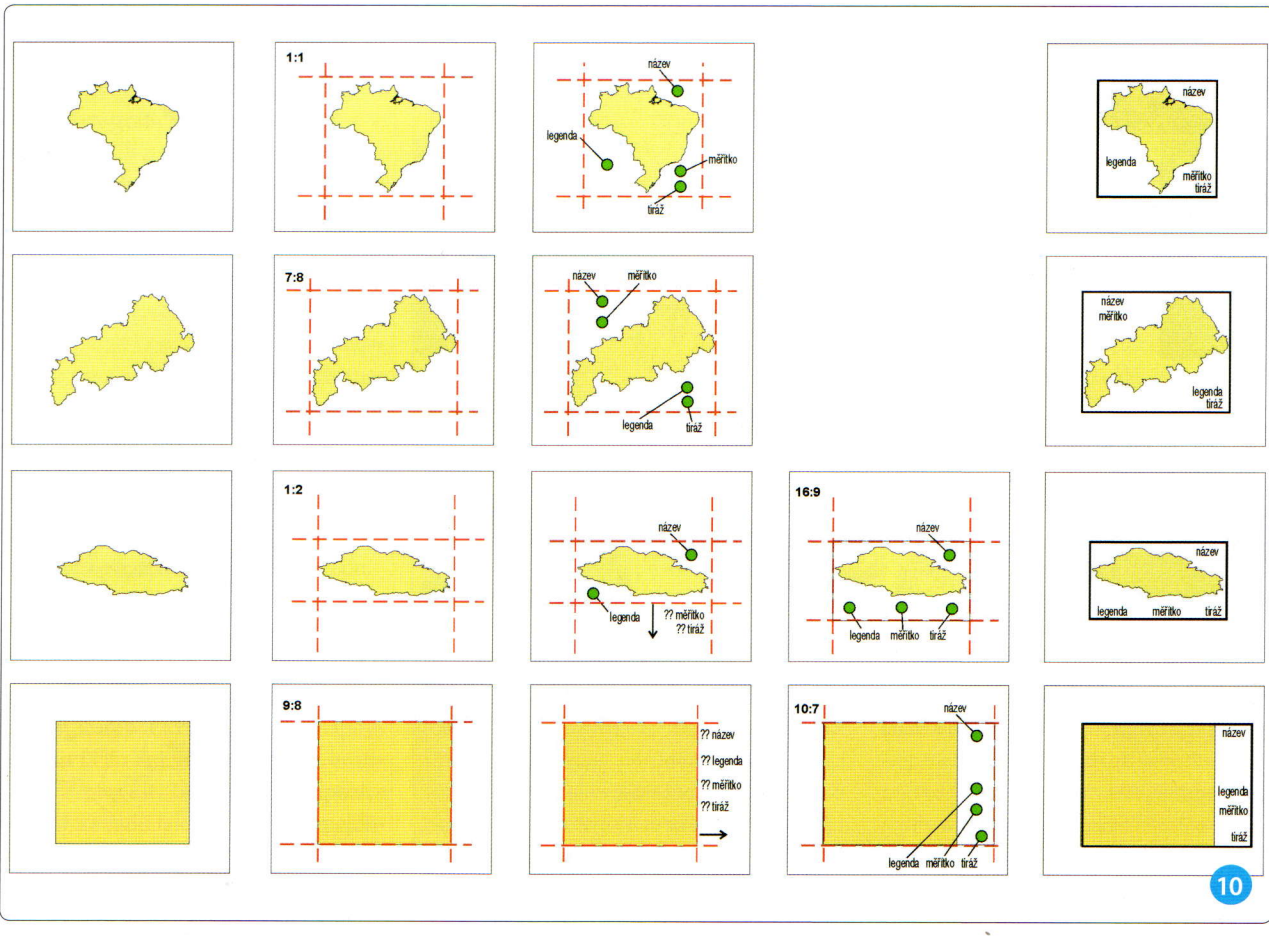 1:1
název
legenda
měřítko
tiráž
název
legenda
měřítko
tiráž
7:8
název
měřítko
legenda
tiráž
název
měřítko
legenda
tiráž
1:2
název
legenda
?? měřítko
?? tiráž
16:9
název
legenda
měřítko
tiráž
název
legenda
měřítko
tiráž
9:8
?? název
?? legenda
?? měřítko
?? tiráž
10:7
název
legenda
měřítko
tiráž
název
legenda
měřítko
tiráž
10